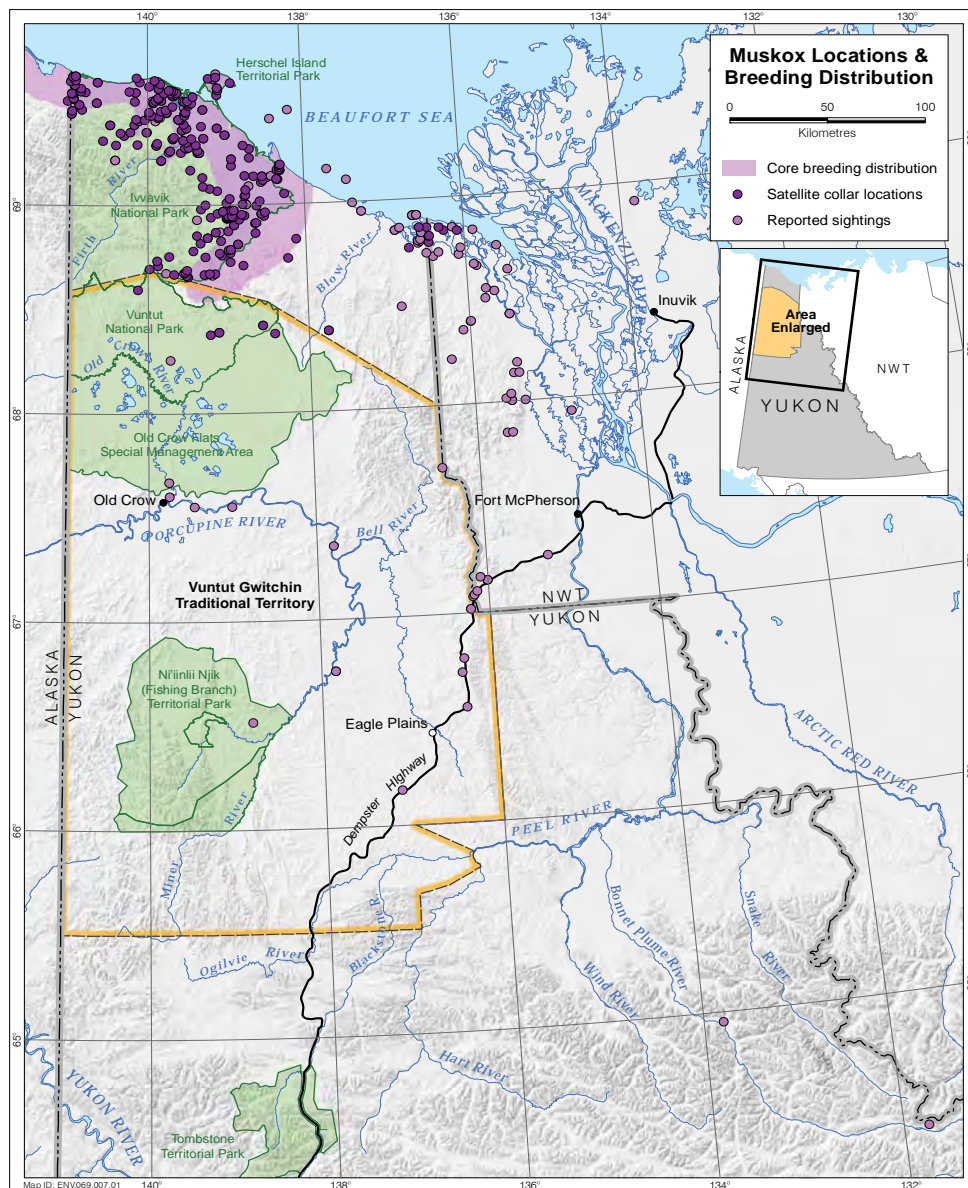 140°
138°
136°
134°
132°
130°
Muskox Locations &
Breeding Distribution
0
50
100
Kilometres
Core breeding distribution
Satellite collar locations
Reported sightings
Herschel Island
Territorial Park
BEAUFORT SEA
Ivvavik
National Park
Firth
River
69°
Blow River
MACKENZIE RIVER
Inuvik
Area
Enlarged
ALASKA
NWT
YUKON
Vuntut
National Park
Old Crow
River
68°
Old Crow Flats
Special Management Area
Old Crow
PORCUPINE RIVER
Bell River
Fort McPherson
Vuntut Gwitchin
Traditional Territory
NWT
YUKON
67°
ALASKA
YUKON
Ni'iinlii Njik
(Fishing Branch)
Territorial Park
Eagle Plains
Dempster Highway
ARCTIC RED RIVER
66°
PEEL RIVER
Miner
River
Ogilvie River
Blackstone R.
Bonnet Plume River
Snake
River
Wind River
65°
Hart River
YUKON RIVER
Tombstone
Territorial Park
Map ID: ENV.069.007.01
140°
138°
136°
134°
132°